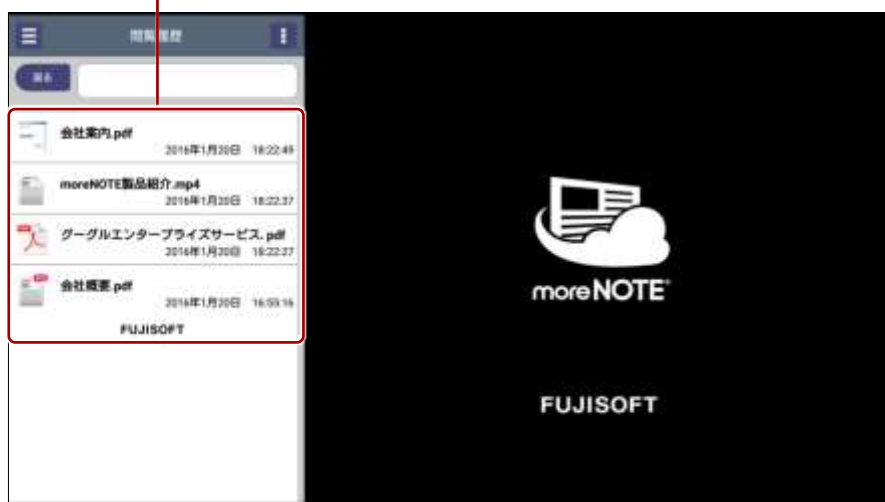 閲覧履歴
戻る
会社案内.pdf
2016年1月20日 18:22:49
moreNOTE製品紹介.mp4
2016年1月20日 18:22:37
グーグルエンタープライズサービス.pdf
2016年1月20日 18:22:27
会社概要.pdf
2016年1月20日 16:59:16
FUJISOFT
moreNOTE
FUJISOFT